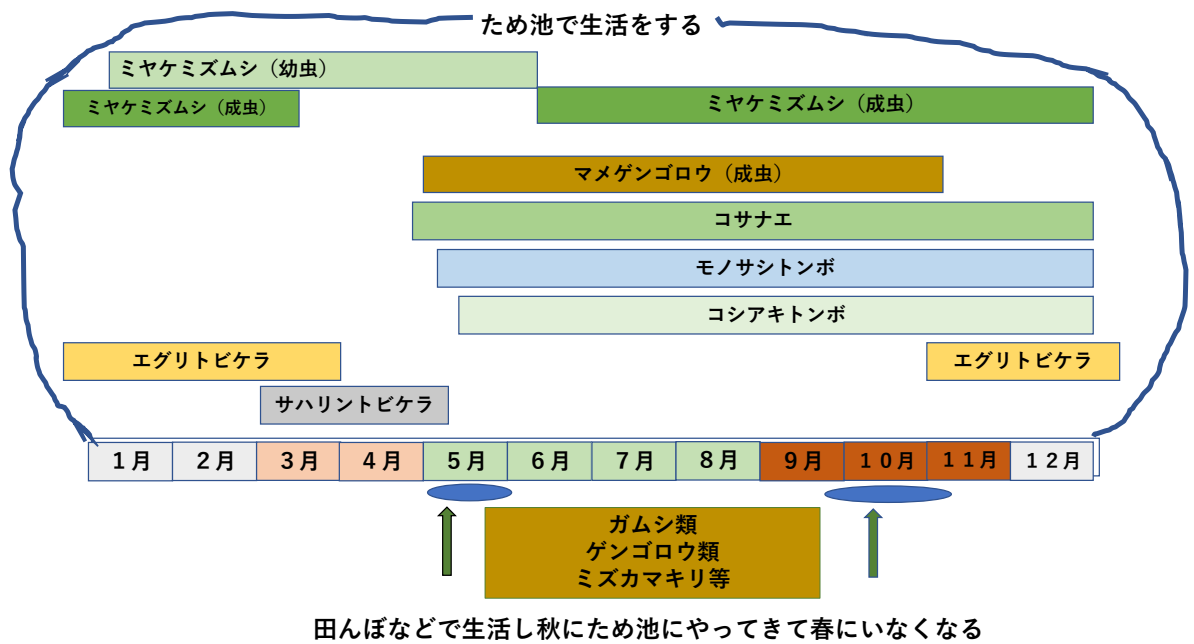 ため池で生活をする
ミヤケミズムシ（幼虫）
ミヤケミズムシ（成虫）
ミヤケミズムシ（成虫）
マメゲンゴロウ（成虫）
コサナエ
モノサシトンボ
コシアキトンボ
エグリトビケラ
エグリトビケラ
サハリントビケラ
１月 ２月 ３月 ４月 ５月 ６月 ７月 ８月 ９月 １０月 １１月 １２月
ガムシ類
ゲンゴロウ類
ミズカマキリ等
田んぼなどで生活し秋にため池にやってきて春にいなくなる